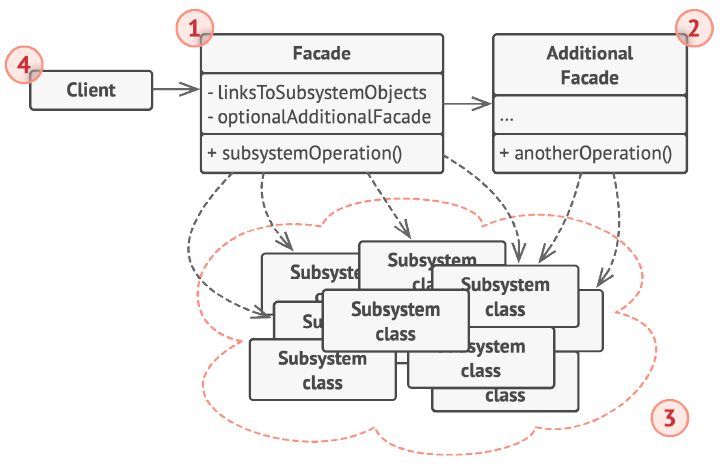 1
2
4
Client
Facade
- linksToSubsystemObjects
- optionalAdditionalFacade
+ subsystemOperation()
Additional
Facade
...
+ anotherOperation()
Subsystem
class
Subsystem
Subsystem
class
Subsystem
class
Subsystem
class
Subsystem
class
class
3